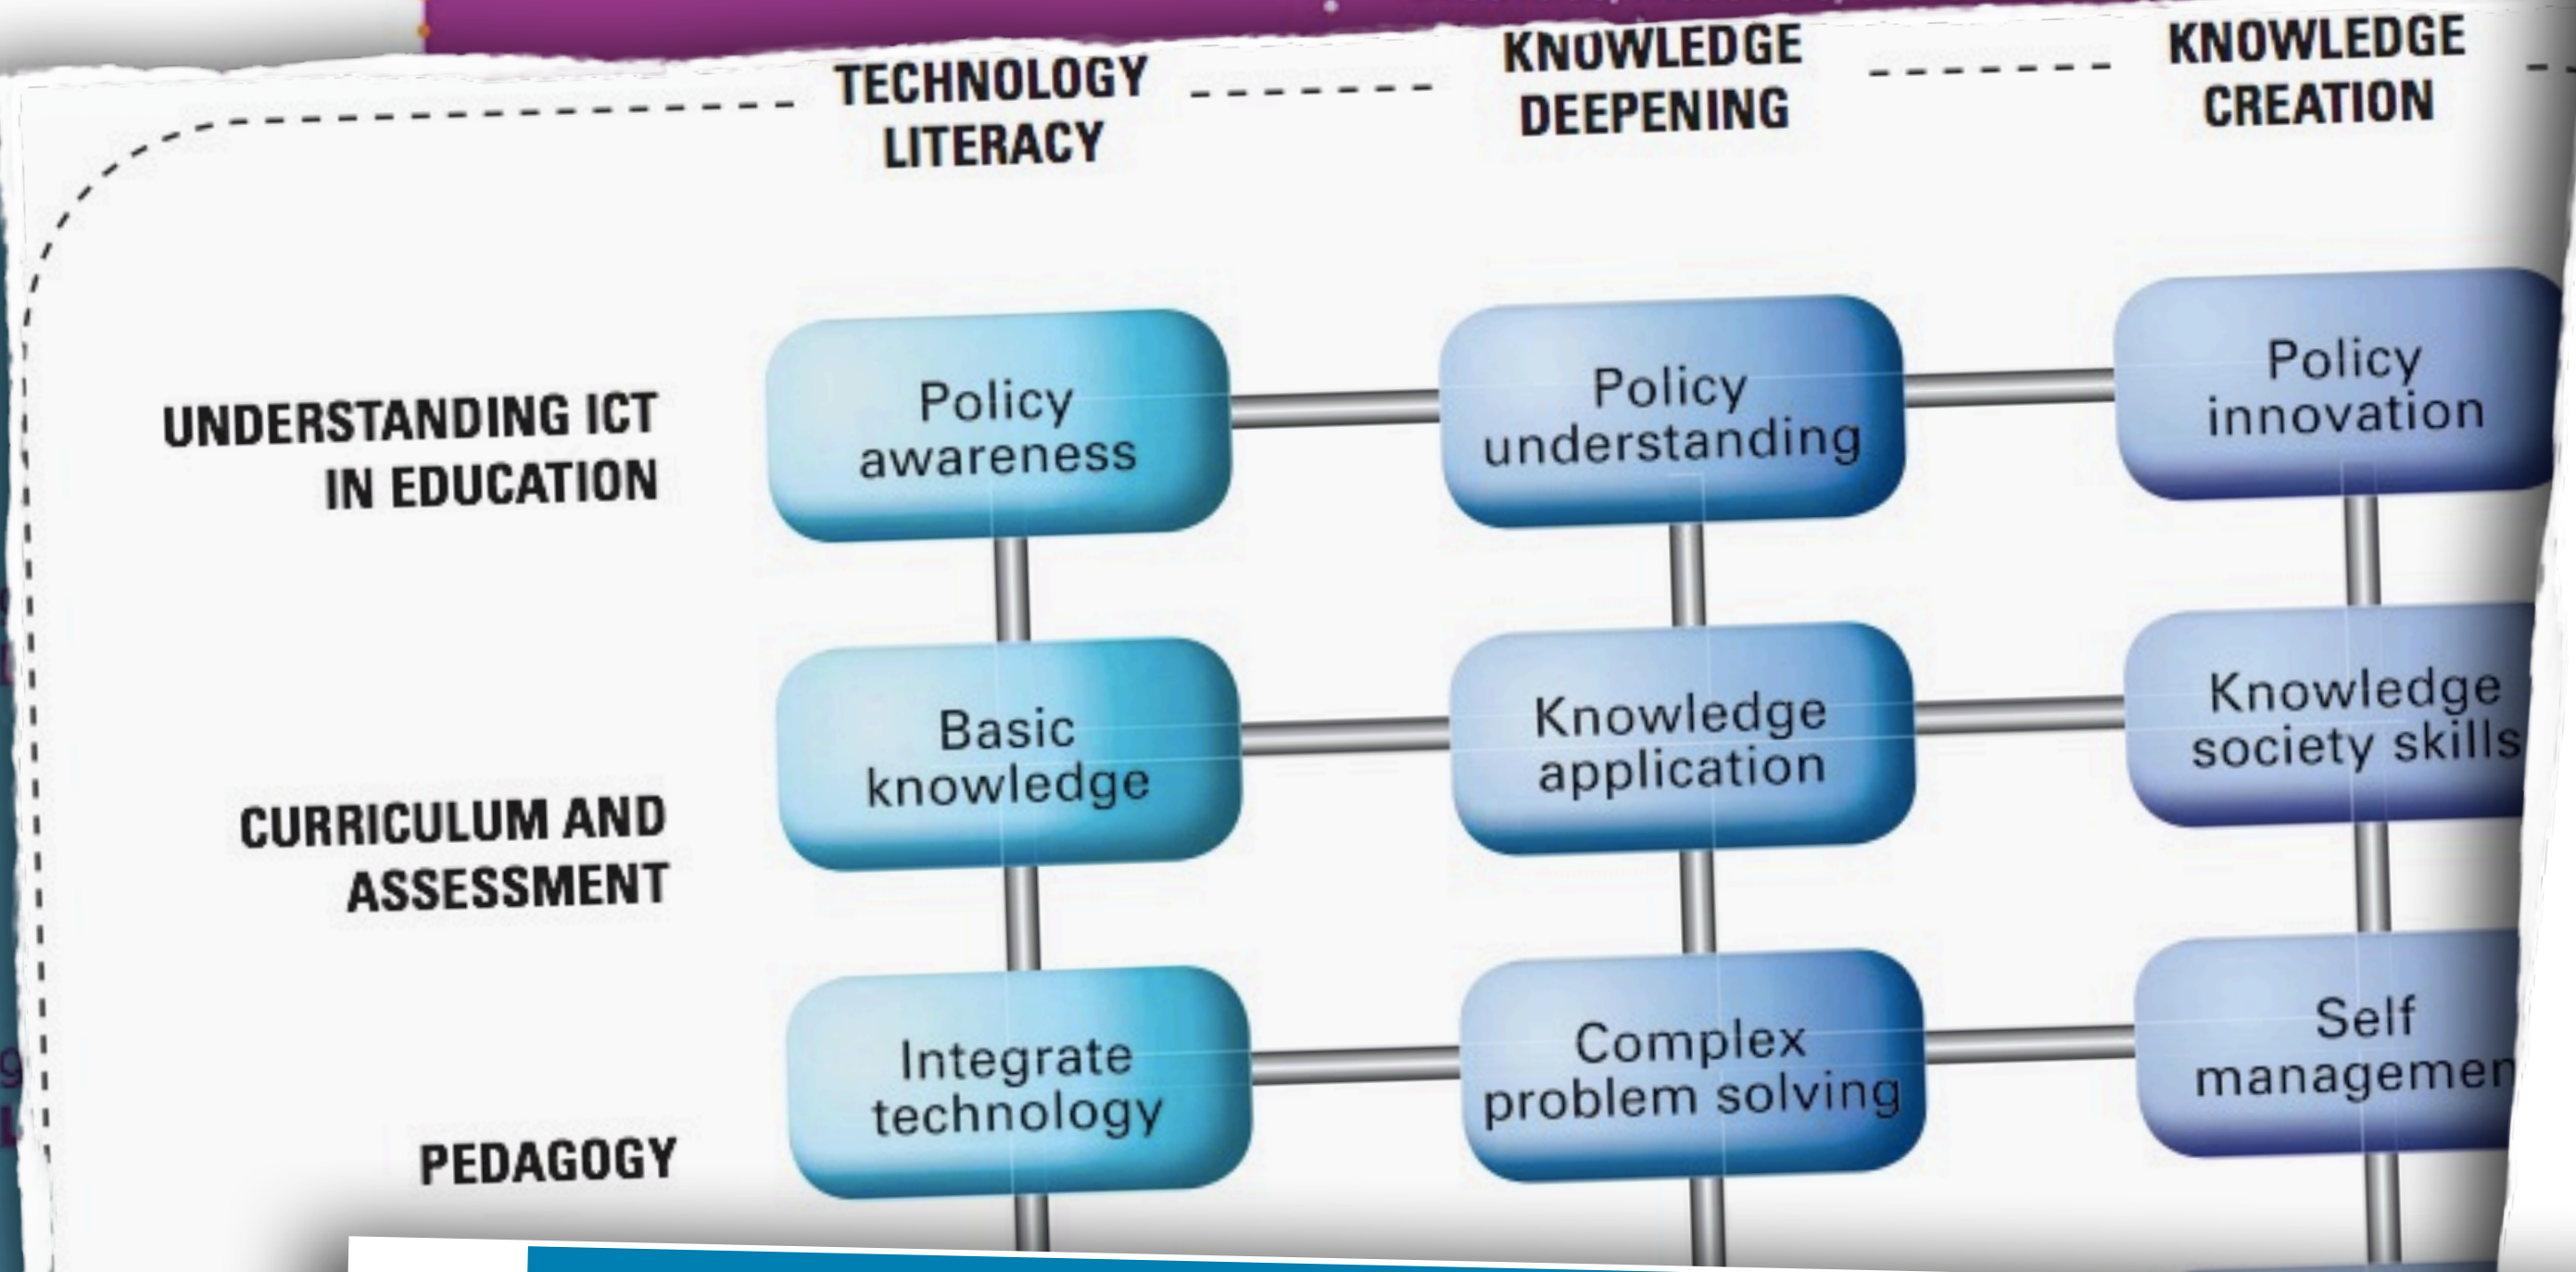 TECHNOLOGY
LITERACY
KNOWLEDGE
DEEPENING
KNOWLEDGE
CREATION
UNDERSTANDING ICT
IN EDUCATION
Policy
awareness
Policy
understanding
Policy
innovation
CURRICULUM AND
ASSESSMENT
Basic
knowledge
Knowledge
application
Knowledge
society skills
PEDAGOGY
Integrate
technology
Complex
problem solving
Self
managemen